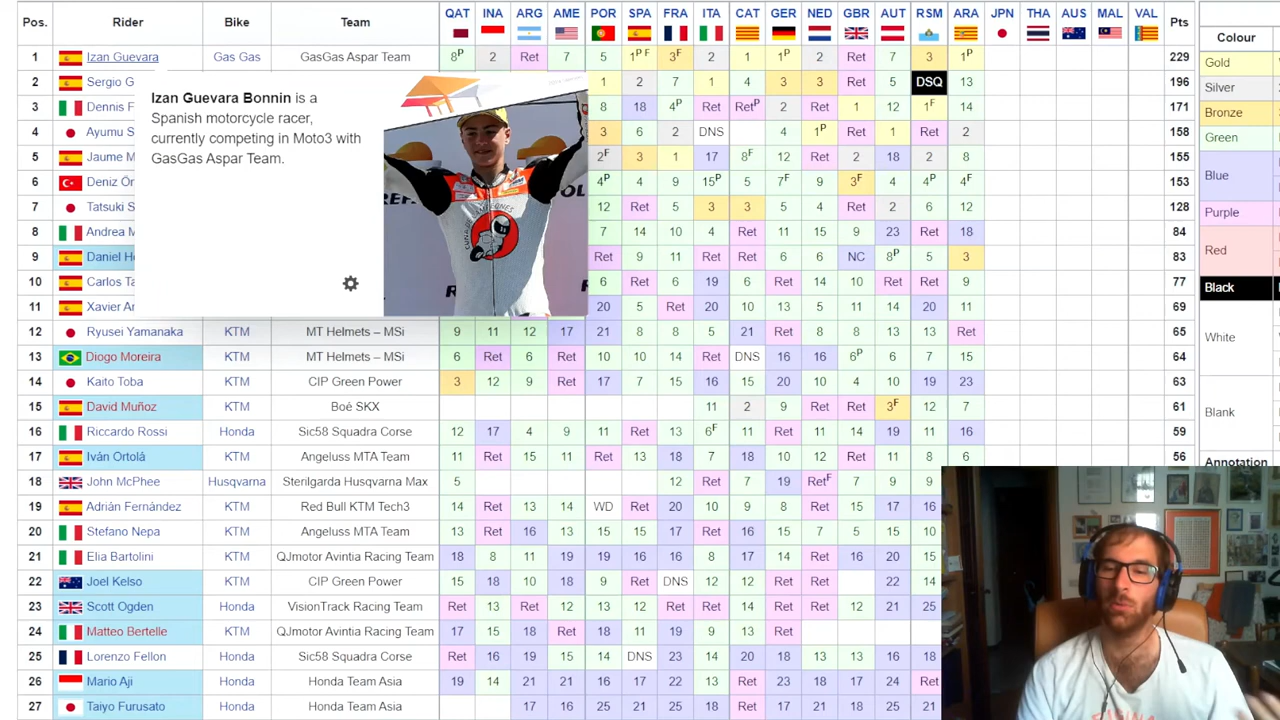 Pos. Rider Bike Team QAT INA ARG AME POR SPA FRA ITA CAT GER NED GBR AUT RSM ARA JPN THA AUS MAL VAL Pts
1 Izan Guevara Gas Gas GasGas Aspar Team 8P 2 Ret 7 5 1P F 3F 2 1 1P 2 Ret 7 3 1P 229
2 Sergio G 1 2 7 1 4 3 3 Ret 5 DSQ 13 196
3 Dennis F 8 18 4P Ret RetP 2 Ret 1 12 1F 14 171
4 Ayumu S 3 6 2 DNS 4 1P Ret 1 Ret 2 158
5 Jaume M 2F 3 1 17 8F 12 Ret 2 18 2 8 155
6 Deniz Ön 4P 4 9 15P 5 7F 9 3F 4 4P 4F 153
7 Tatsuki S 12 Ret 5 3 3 5 4 Ret 2 6 12 128
8 Andrea M 7 14 10 4 Ret 11 15 9 23 Ret 18 84
9 Daniel Ho Ret 9 11 Ret Ret 6 6 NC 8P 5 3 83
10 Carlos Ta Ret 6 Ret 19 6 Ret 14 10 Ret Ret 9 77
11 Xavier Ar 20 5 Ret 20 10 3 5 11 14 20 11 69
12 Ryusei Yamanaka KTM MT Helmets – MSi 9 11 12 17 21 8 8 5 21 Ret 8 8 13 13 Ret 65
13 Diogo Moreira KTM MT Helmets – MSi 6 Ret 6 Ret 10 10 14 Ret DNS 16 16 6P 6 7 15 64
14 Kaito Toba KTM CIP Green Power 3 12 9 Ret 17 7 15 16 15 20 10 4 10 19 23 63
15 David Muñoz KTM Boé SKX 11 2 9 Ret Ret 3F 12 7 61
16 Riccardo Rossi Honda Sic58 Squadra Corse 12 17 4 9 11 Ret 13 6F 11 Ret 11 14 19 11 16 59
17 Iván Ortolá KTM Angeluss MTA Team 11 Ret 15 11 Ret 13 18 7 18 10 12 Ret 11 8 6 56
18 John McPhee Husqvarna Sterilgarda Husqvarna Max 5 12 Ret 7 19 RetF 7 9 9
19 Adrián Fernández KTM Red Bull KTM Tech3 14 Ret 13 14 WD Ret 20 10 9 8 Ret 15 17 16
20 Stefano Nepa KTM Angeluss MTA Team 13 Ret 16 13 15 15 17 Ret 16 15 7 5 15 10
21 Elia Bartolini KTM QJmotor Avintia Racing Team 18 8 11 19 19 16 16 8 17 14 Ret 16 20 15
22 Joel Kelso KTM CIP Green Power 15 18 10 18 9 Ret DNS 12 12 Ret Ret 22 14
23 Scott Ogden Honda VisionTrack Racing Team Ret 13 Ret 12 13 12 Ret Ret 14 Ret Ret 12 21 25
24 Matteo Bertelle KTM QJmotor Avintia Racing Team 17 15 18 Ret 18 11 19 9 13 Ret
25 Lorenzo Fellon Honda Sic58 Squadra Corse Ret 16 19 15 14 DNS 23 14 20 18 13 13 16 18
26 Mario Aji Honda Honda Team Asia 19 14 21 21 16 17 22 13 Ret 23 18 17 24 Ret
27 Taiyo Furusato Honda Honda Team Asia 17 16 25 21 24 18 Ret 17 21 18 25 21
Izan Guevara Bonnin is a
Spanish motorcycle racer,
currently competing in Moto3 with
GasGas Aspar Team.
Colour
Gold
Silver
Bronze
Green
Blue
Purple
Red
Black
White
Blank
Annotation